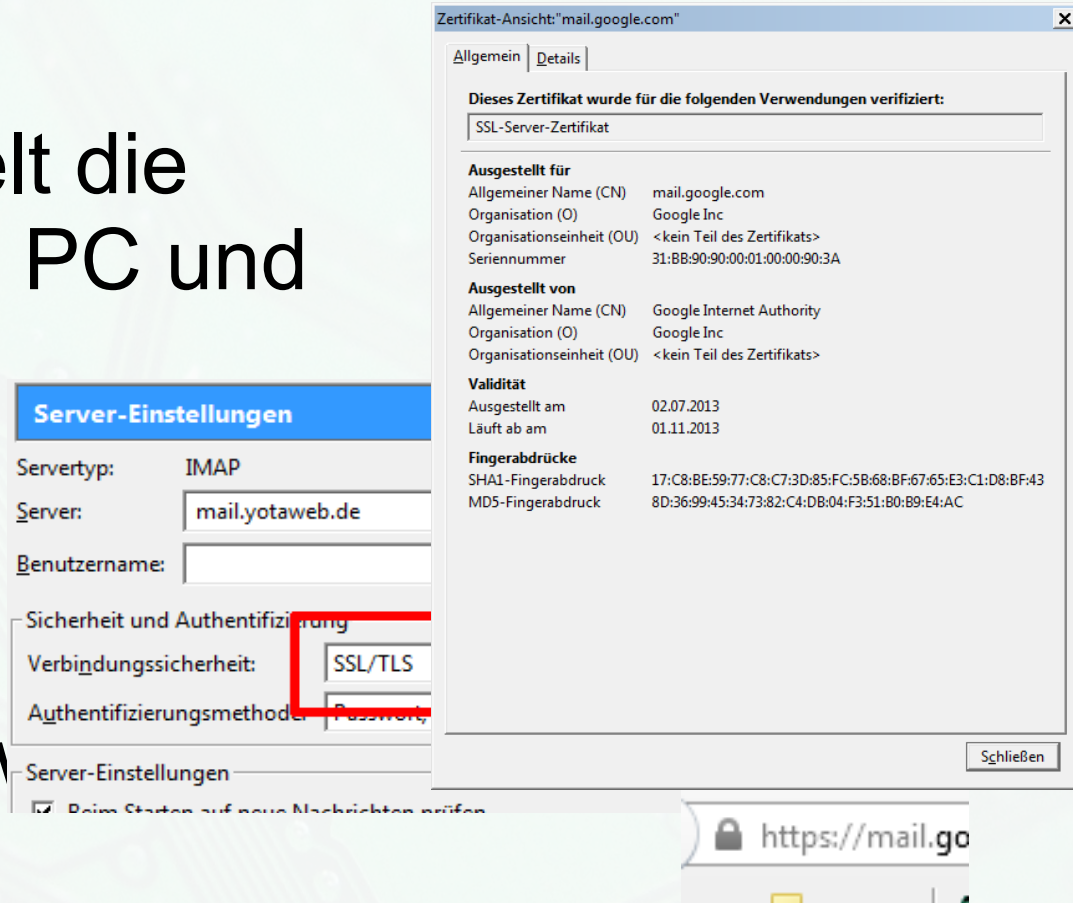 elt die
PC und
Zertifikat-Ansicht:"mail.google.com"
Allgemein Details
Dieses Zertifikat wurde für die folgenden Verwendungen verifiziert:
SSL-Server-Zertifikat
Ausgestellt für
Allgemeiner Name (CN) mail.google.com
Organisation (O) Google Inc
Organisationseinheit (OU) <kein Teil des Zertifikats>
Seriennummer 31:BB:90:90:00:01:00:00:90:3A
Ausgestellt von
Allgemeiner Name (CN) Google Internet Authority
Organisation (O) Google Inc
Organisationseinheit (OU) <kein Teil des Zertifikats>
Validität
Ausgestellt am 02.07.2013
Läuft ab am 01.11.2013
Fingerabdrücke
SHA1-Fingerabdruck 17:C8:BE:59:77:C8:C7:3D:85:FC:5B:68:BF:67:65:E3:C1:D8:BF:43
MD5-Fingerabdruck 8D:36:99:45:34:73:82:C4:DB:04:F3:51:B0:B9:E4:AC
Schließen
Server-Einstellungen
Servertyp: IMAP
Server: mail.yotaweb.de
Benutzername:
Sicherheit und Authentifizierung
Verbindungssicherheit: SSL/TLS
Authentifizierungsmethode: Passwort,
Server-Einstellungen
Beim Starten auf neue Nachrichten prüfen
https://mail.go